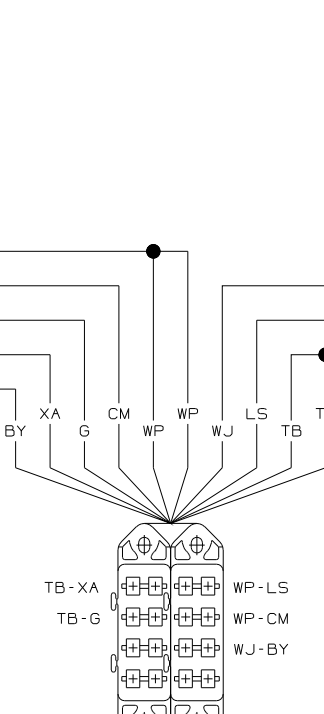 XA CM WP LS T
BY G WP WJ TB
TB-XA WP-LS
TB-G WP-CM
WJ-BY